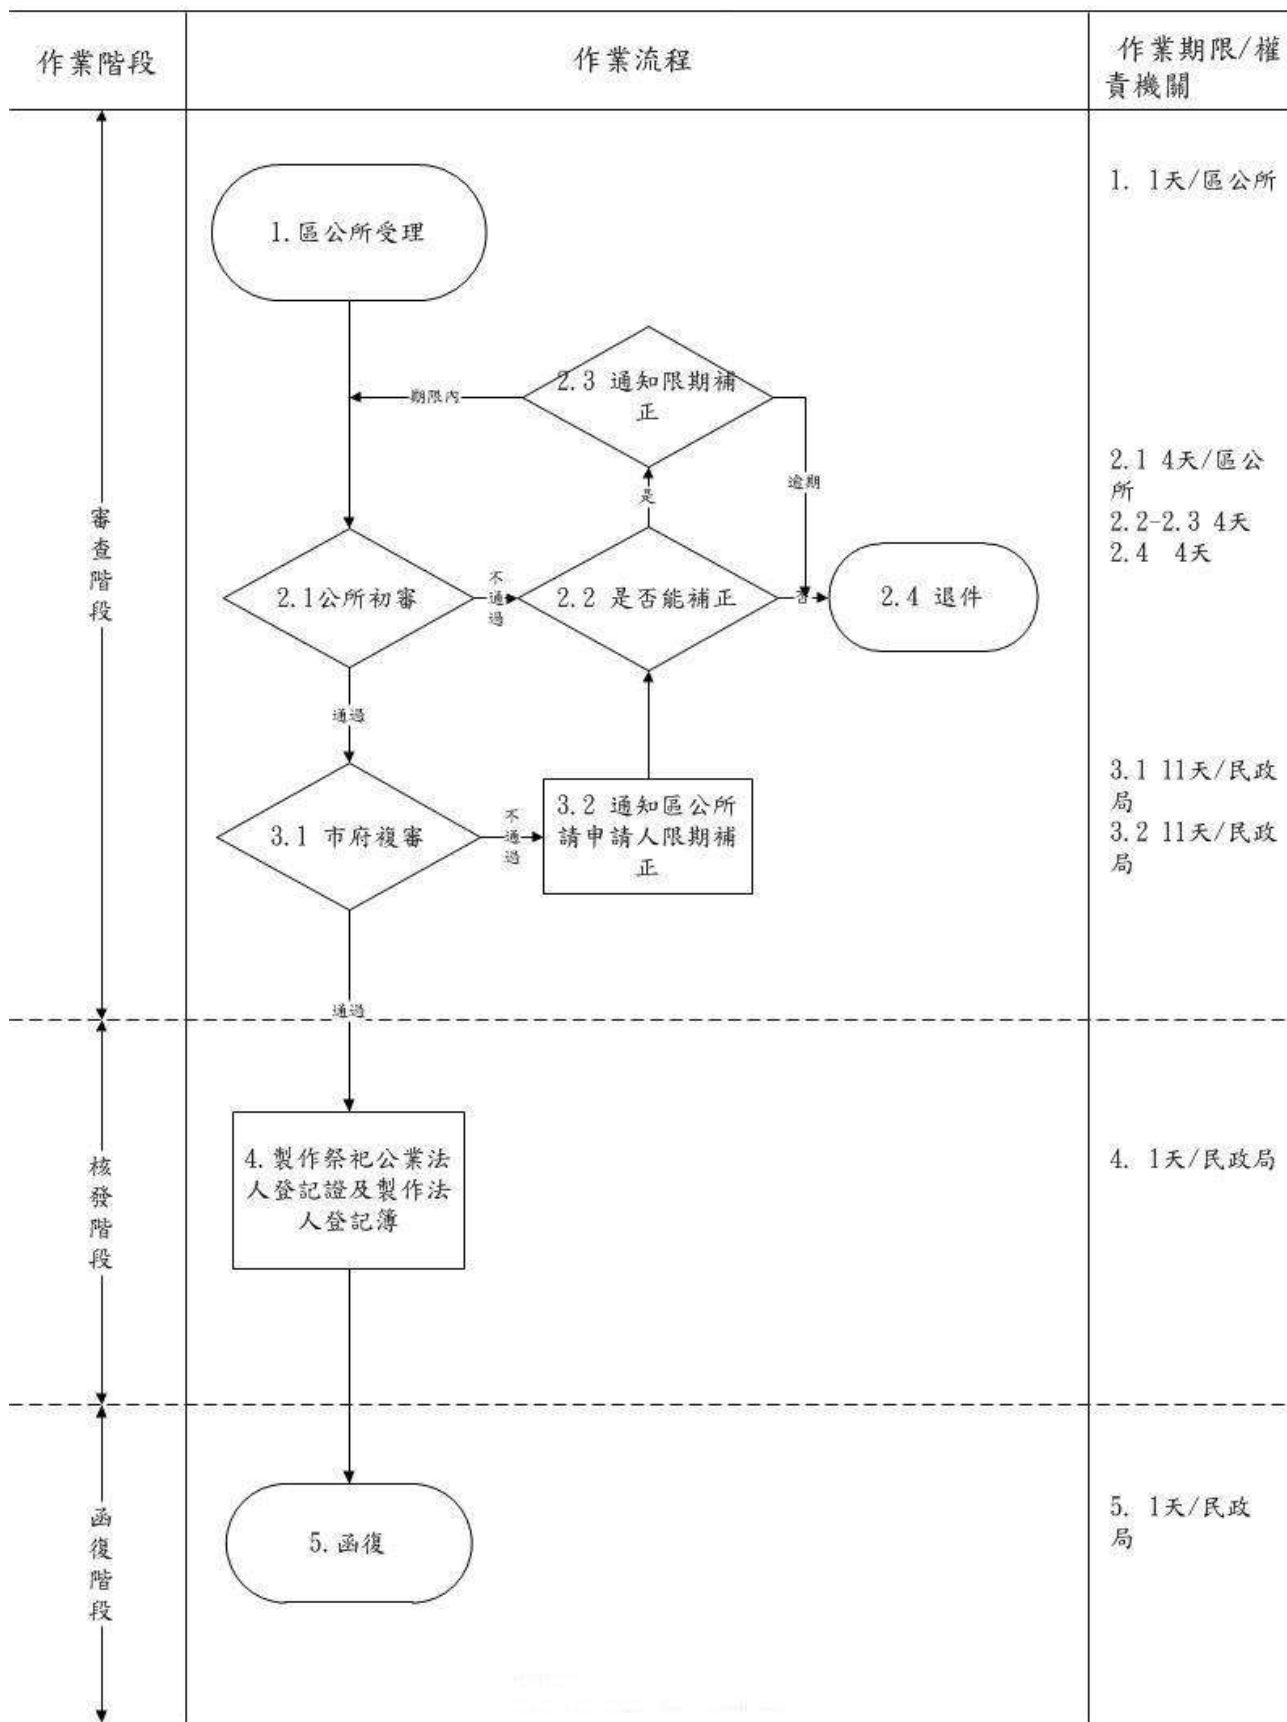 作業階段
作業流程
作業期限/權
責機關
1. 1天/區公所
1.區公所受理
2.3 通知限期補
正
期限內
逾期
是
2.1 4天/區公
所
2.2-2.3 4天
2.4 4天
審
查
階
段
2.1公所初審
不
通
過
2.2 是否能補正
否
2.4 退件
通過
3.1 市府複審
不
通
過
3.2 通知區公所
請申請人限期補
正
3.1 11天/民政
局
3.2 11天/民政
局
通過
核
發
階
段
4.製作祭祀公業法
人登記證及製作法
人登記簿
4. 1天/民政局
函
復
階
段
5.函復
5. 1天/民政
局